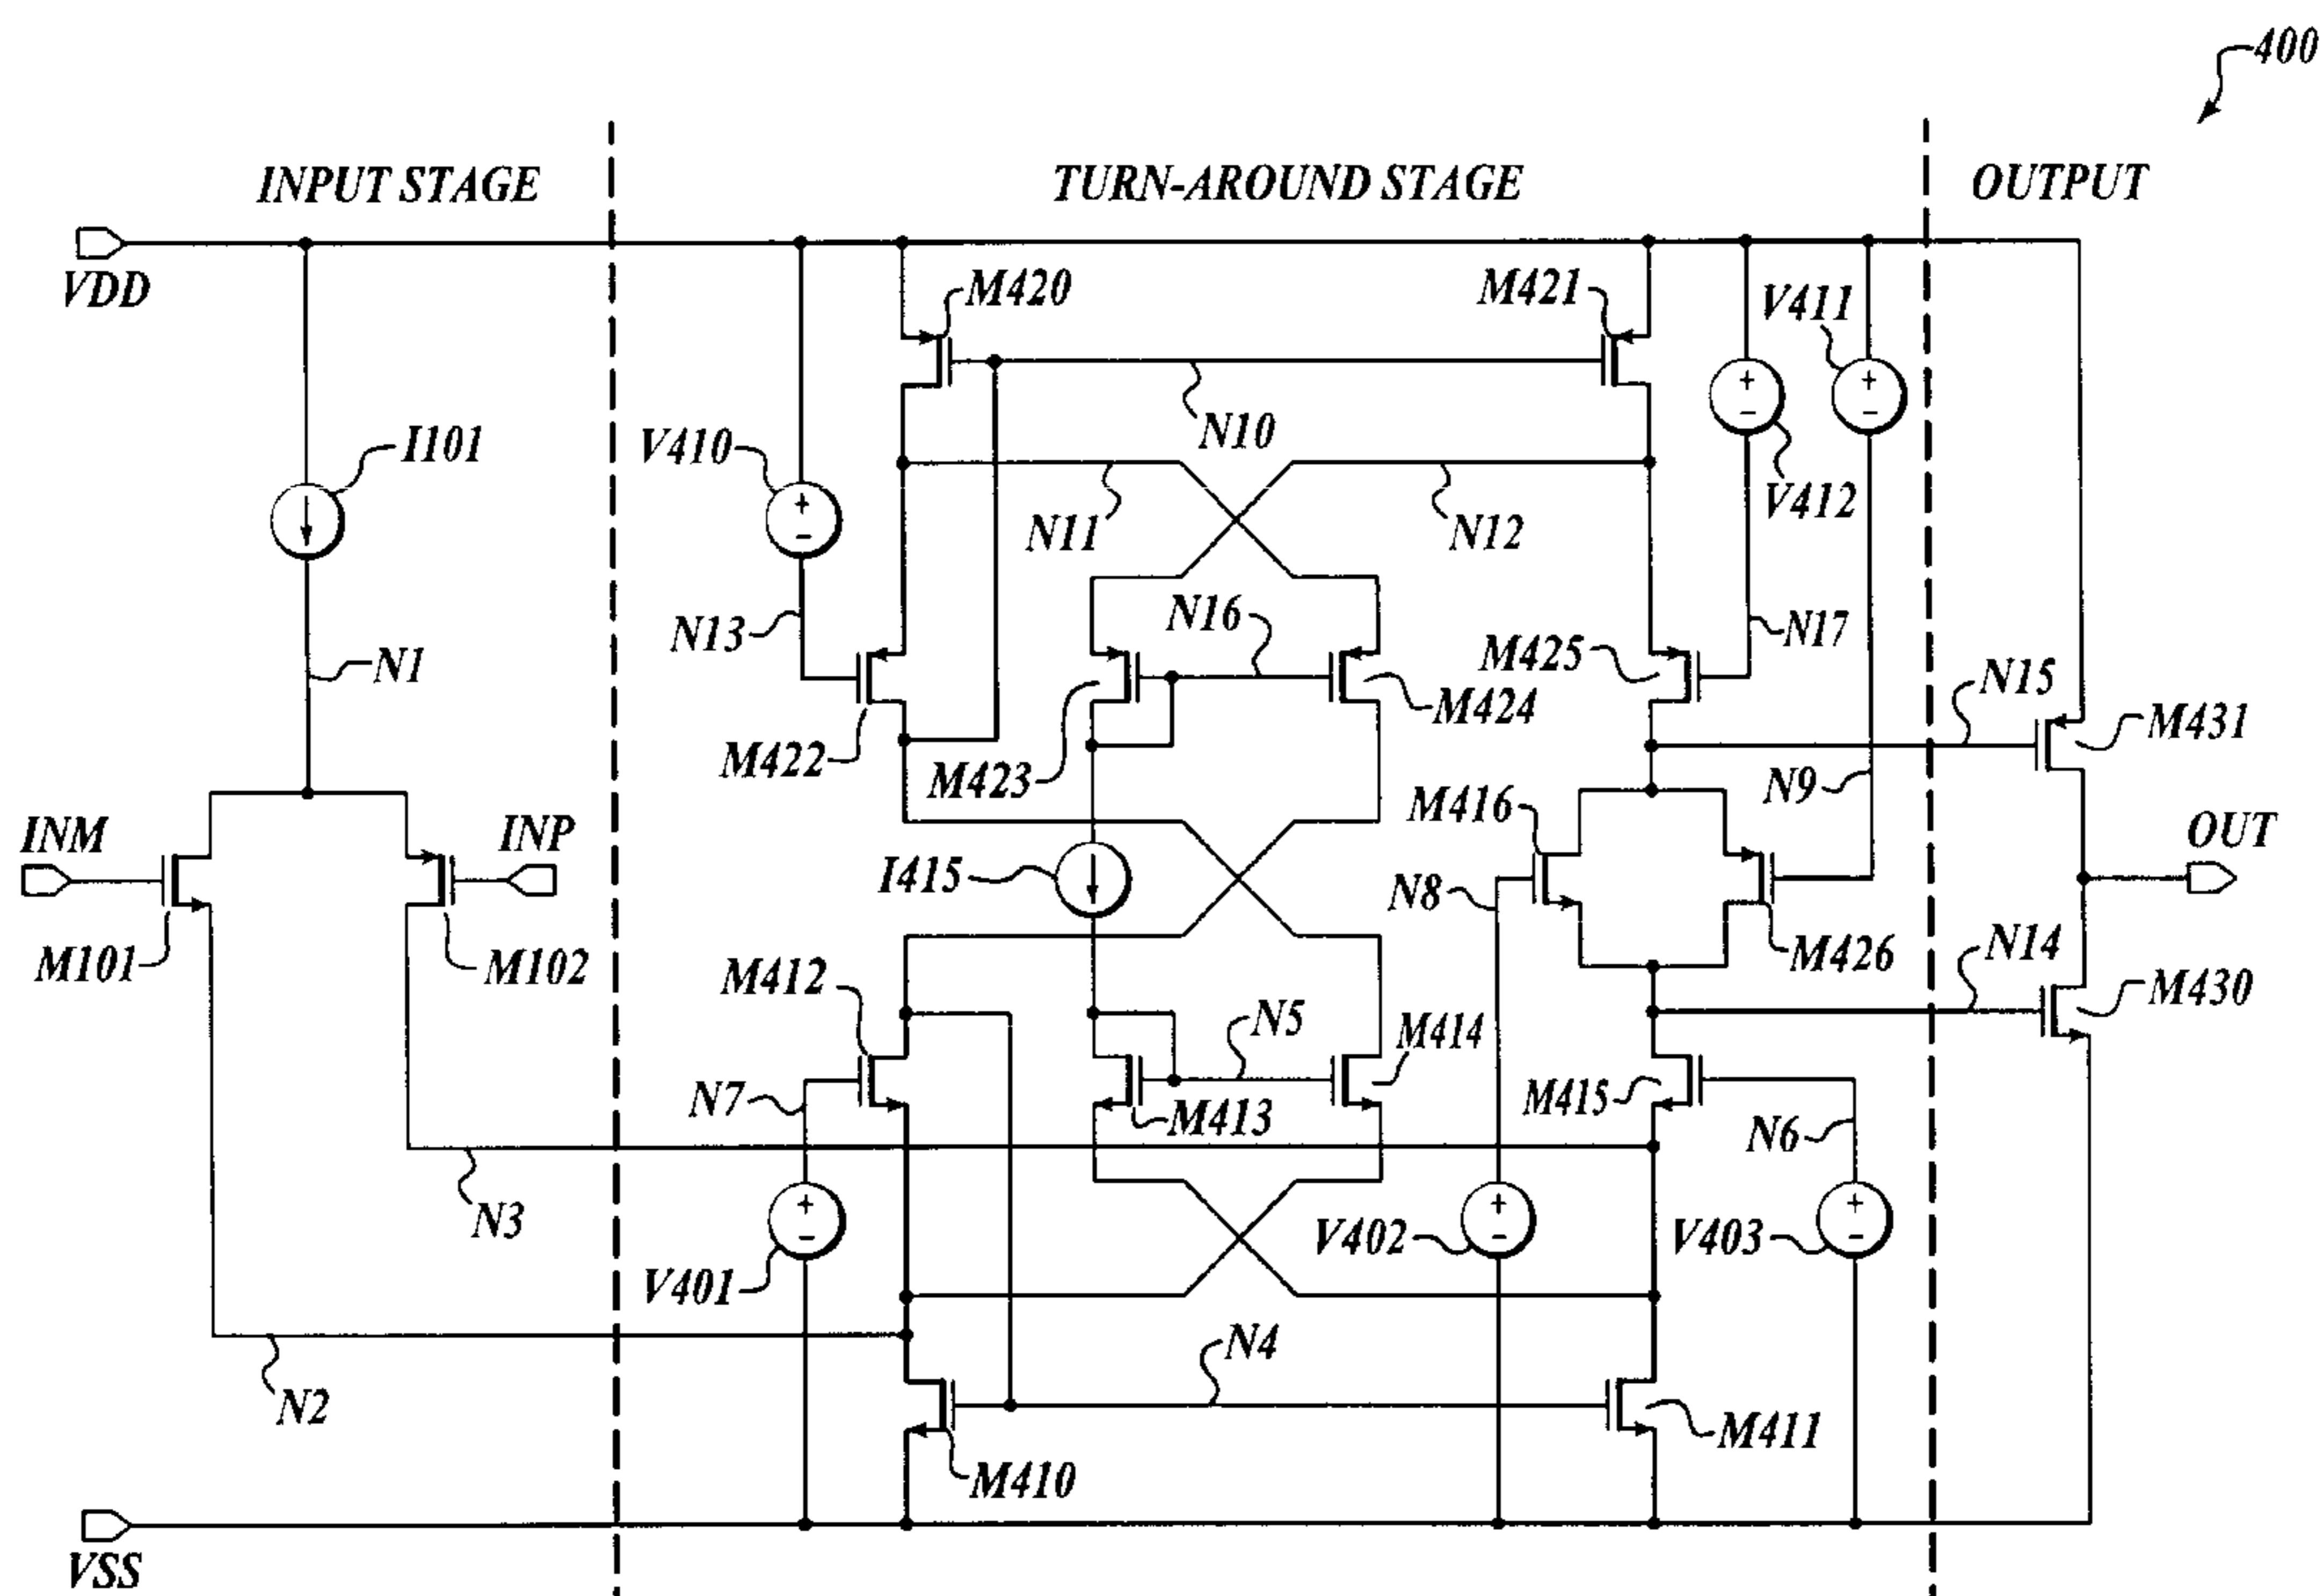 400
INPUT STAGE
TURN-AROUND STAGE
OUTPUT
VDD
M420
M421
V411
I101
V410
N10
V412
N11
N12
N13
N16
N17
N1
M425
N15
M424
M431
M422
M423
M416
N9
INM
INP
OUT
I415
N8
M101
M102
M412
M426
N14
M430
N5
M414
N7
M413
M415
N6
N3
V402
V403
V401
N4
N2
M411
M410
VSS